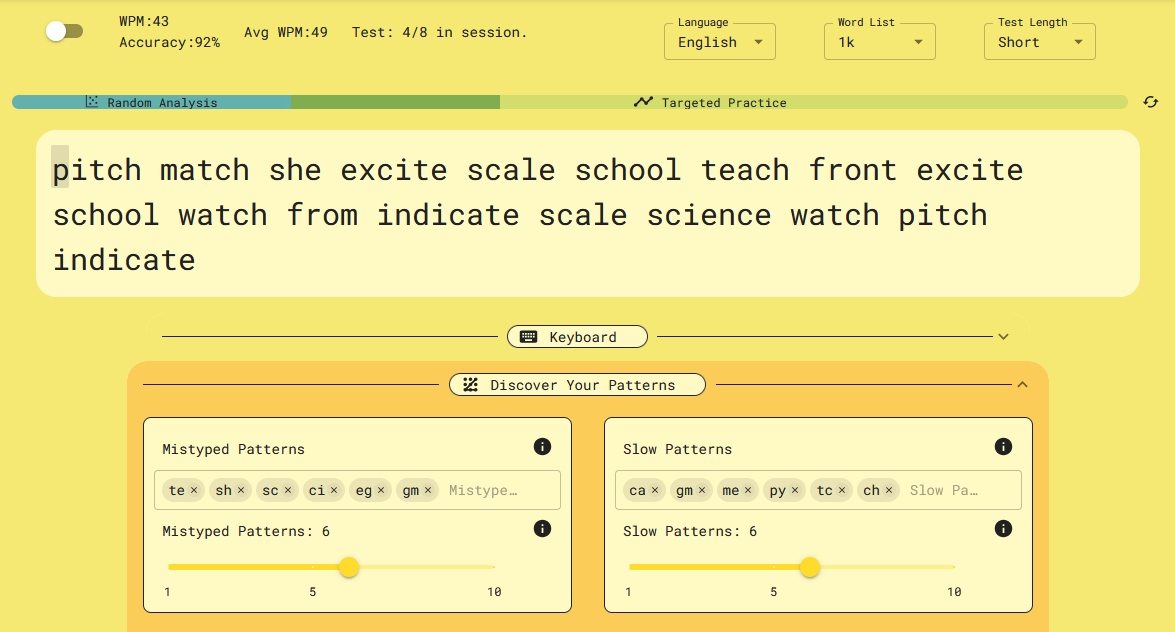 WPM:43
Accuracy:92%
Avg WPM:49
Test: 4/8 in session.
Language
English
Word List
1k
Test Length
Short
Random Analysis
Targeted Practice
pitch match she excite scale school teach front excite
school watch from indicate scale science watch pitch
indicate
Keyboard
Discover Your Patterns
Mistyped Patterns
te × sh × sc × ci × eg × gm × Mistype…
Mistyped Patterns: 6
1 5 10
Slow Patterns
ca × gm × me × py × tc × ch × Slow Pa…
Slow Patterns: 6
1 5 10